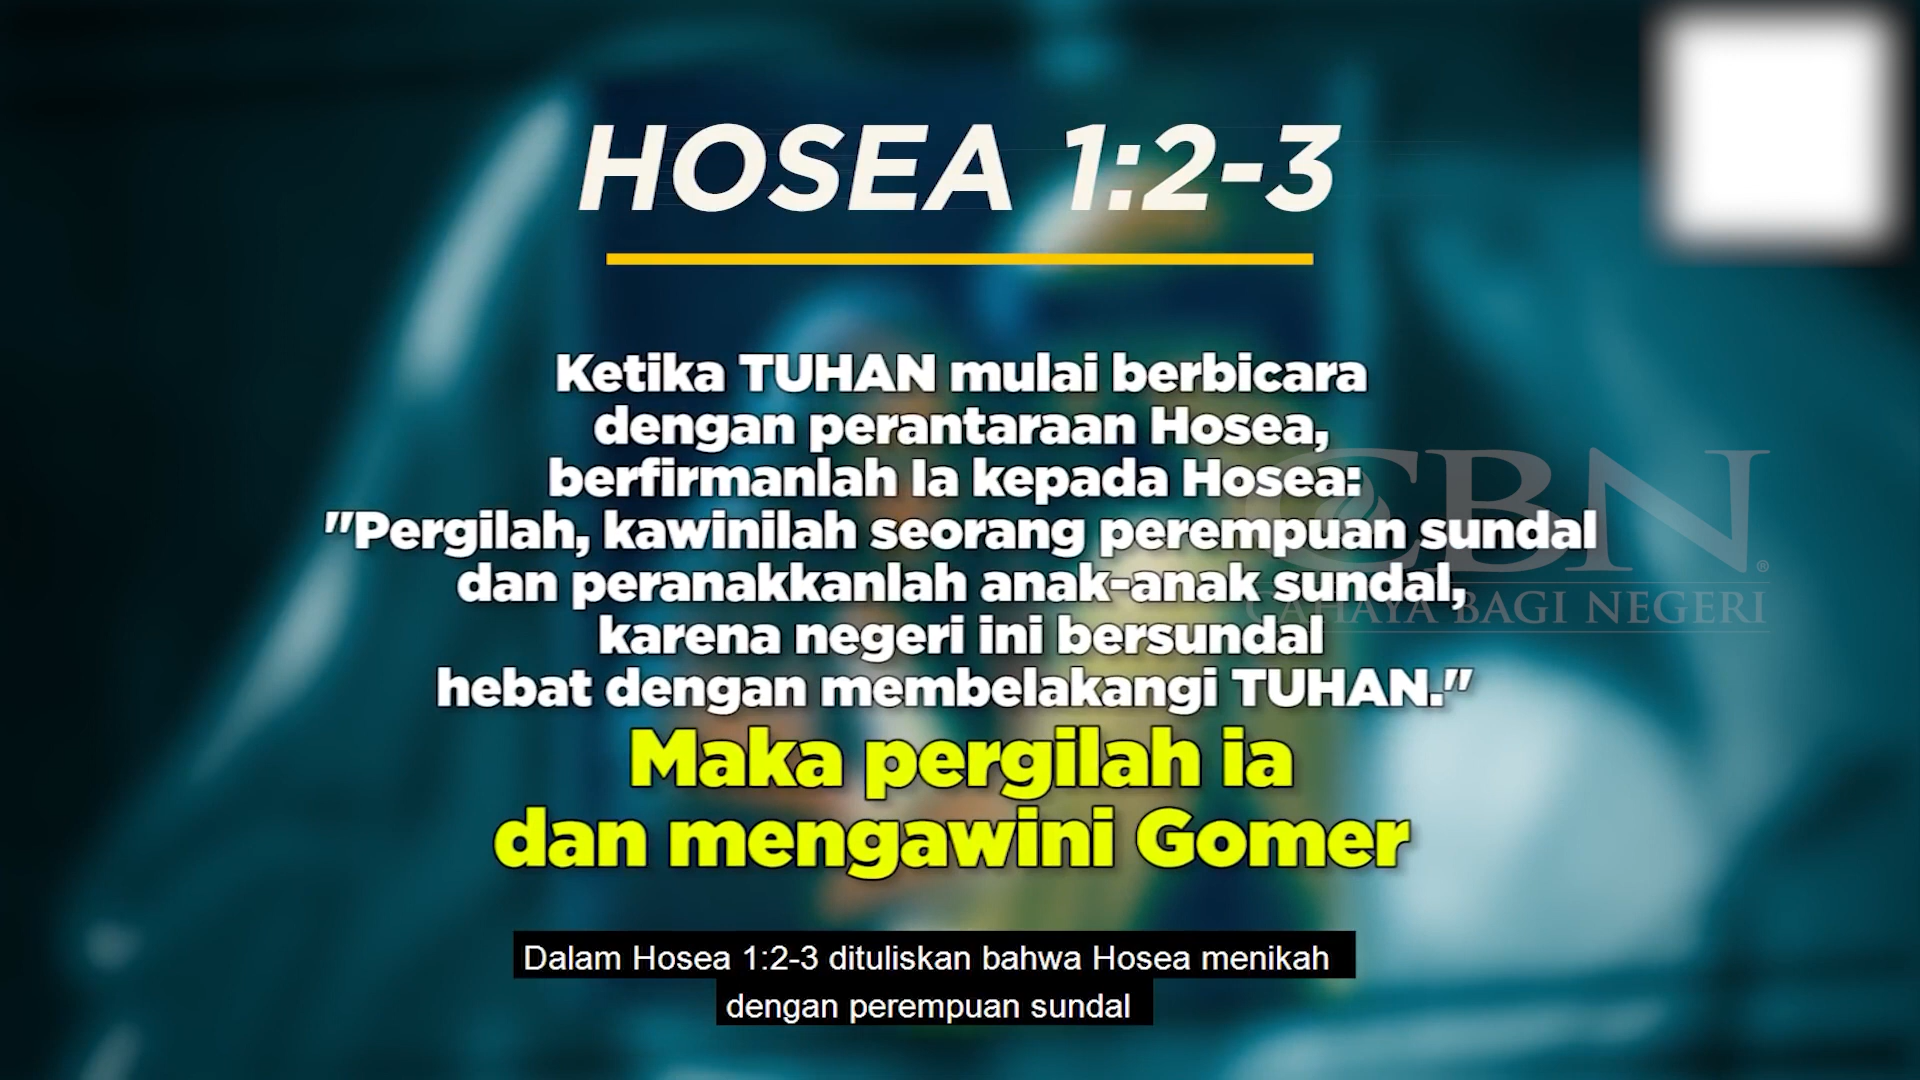 HOSEA 1:2-3
Ketika TUHAN mulai berbicara
dengan perantaraan Hosea,
berfirmanlah Ia kepada Hosea:
"Pergilah, kawinilah seorang perempuan sundal
dan peranakkanlah anak-anak sundal,
karena negeri ini bersundal
hebat dengan membelakangi TUHAN."
Maka pergilah ia
dan mengawini Gomer
CBN®
CAHAYA BAGI NEGERI
Dalam Hosea 1:2-3 dituliskan bahwa Hosea menikah
dengan perempuan sundal